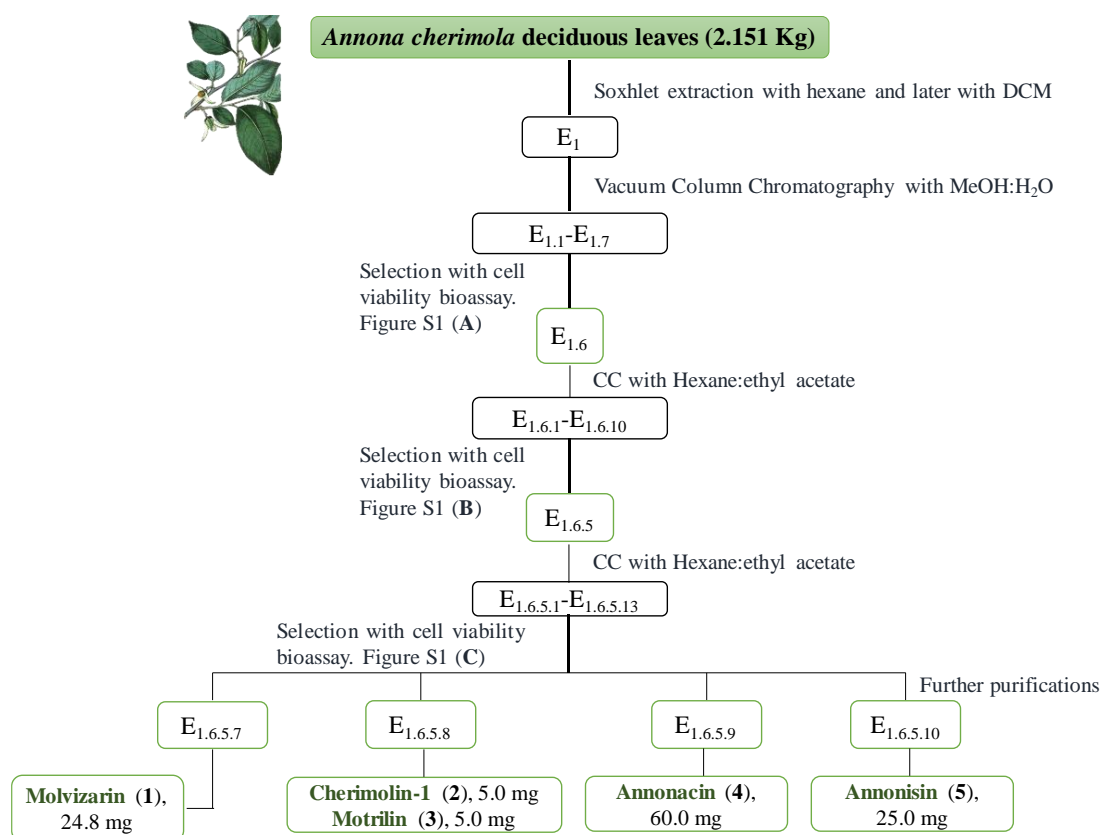 Annona cherimola deciduous leaves (2.151 Kg)
Soxhlet extraction with hexane and later with DCM
E1
Vacuum Column Chromatography with MeOH:H2O
E1.1-E1.7
Selection with cell
viability bioassay.
Figure S1 (A)
E1.6
CC with Hexane:ethyl acetate
E1.6.1-E1.6.10
Selection with cell
viability bioassay.
Figure S1 (B)
E1.6.5
CC with Hexane:ethyl acetate
E1.6.5.1-E1.6.5.13
Selection with cell viability
bioassay. Figure S1 (C)
Further purifications
E1.6.5.7
E1.6.5.8
E1.6.5.9
E1.6.5.10
Molvizarin (1),
24.8 mg
Cherimolin-1 (2), 5.0 mg
Motrilin (3), 5.0 mg
Annonacin (4),
60.0 mg
Annonisin (5),
25.0 mg